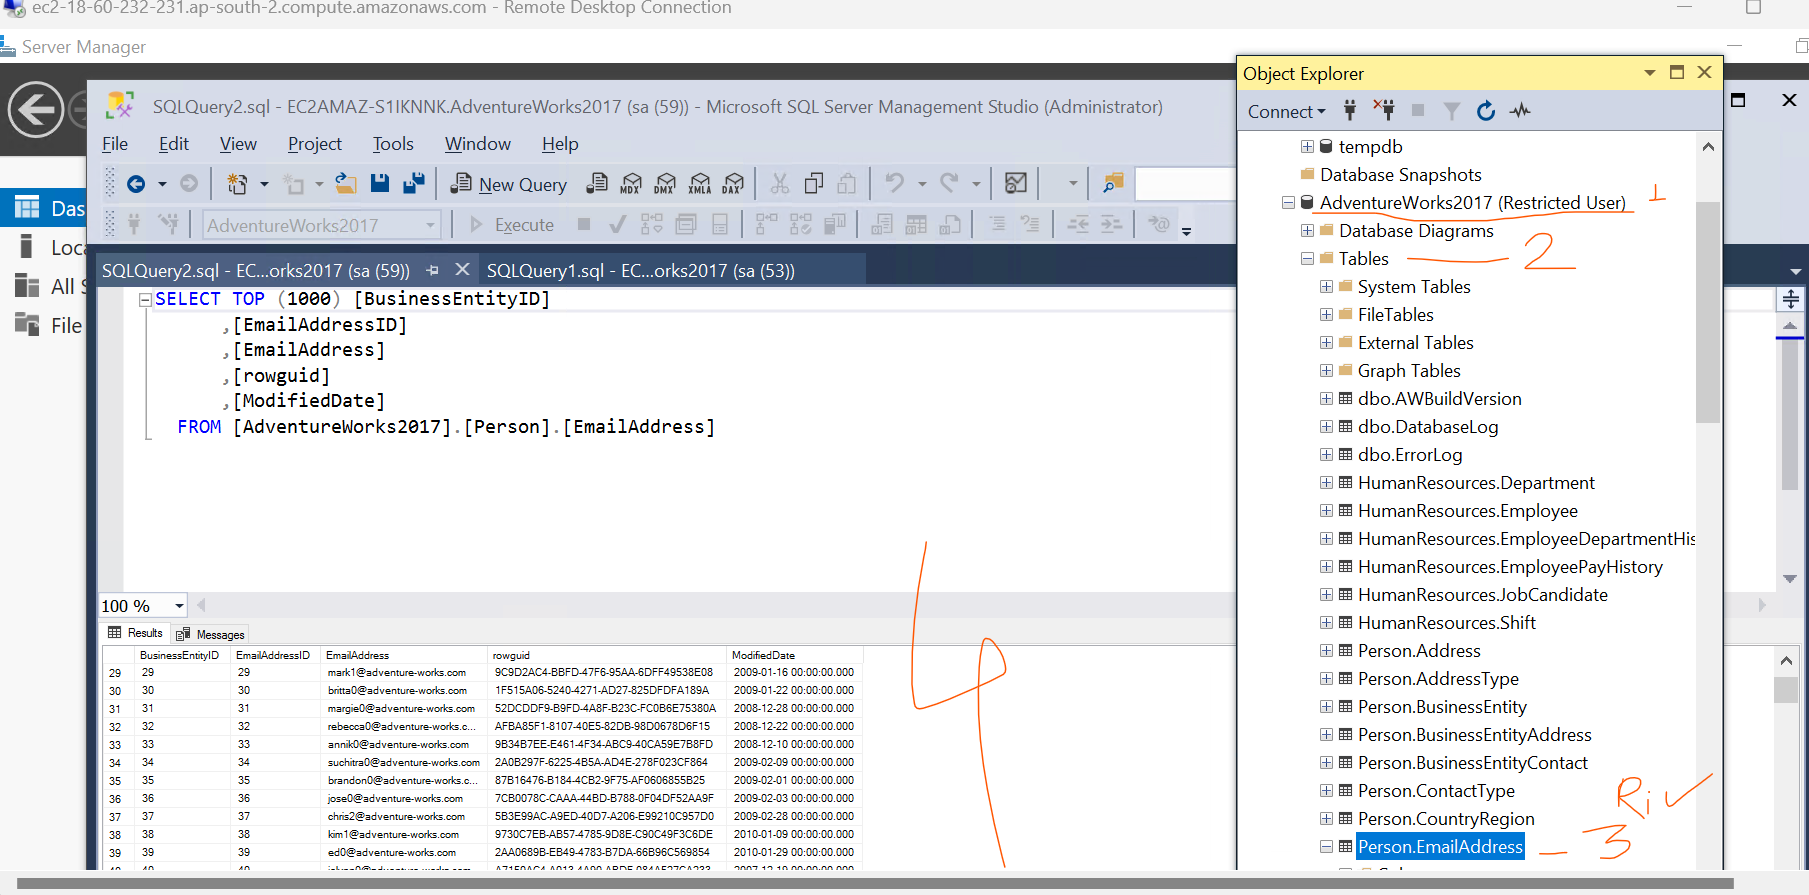 ec2-18-60-232-231.ap-south-2.compute.amazonaws.com - Remote Desktop Connection
Server Manager
SQLQuery2.sql - EC2AMAZ-S1IKNNK.AdventureWorks2017 (sa (59)) - Microsoft SQL Server Management Studio (Administrator)
File Edit View Project Tools Window Help
New Query MDX DMX XMLA DAX
AdventureWorks2017 Execute
SQLQuery2.sql - EC...orks2017 (sa (59)) SQLQuery1.sql - EC...orks2017 (sa (53))
Das
Loca
All S
File
SELECT TOP (1000) [BusinessEntityID]
,[EmailAddressID]
,[EmailAddress]
,[rowguid]
,[ModifiedDate]
FROM [AdventureWorks2017].[Person].[EmailAddress]
100 %
Results Messages
BusinessEntityID EmailAddressID EmailAddress rowguid ModifiedDate
29 29 29 mark1@adventure-works.com 9C9D2AC4-BBFD-47F6-95AA-6DFF49538E08 2009-01-16 00:00:00.000
30 30 30 britta0@adventure-works.com 1F515A06-5240-4271-AD27-825DFDFA189A 2009-01-22 00:00:00.000
31 31 31 margie0@adventure-works.com 52DCDDF9-B9FD-4A8F-B23C-FC0B6E75380A 2008-12-28 00:00:00.000
32 32 32 rebecca0@adventure-works.c... AFBA85F1-8107-40E5-82DB-98D0678D6F15 2008-12-22 00:00:00.000
33 33 33 annik0@adventure-works.com 9B34B7EE-E461-4F34-ABC9-40CA59E7B8FD 2008-12-10 00:00:00.000
34 34 34 suchitra0@adventure-works.com 2A0B297F-6225-4B5A-AD4E-278F023CF864 2009-02-09 00:00:00.000
35 35 35 brandon0@adventure-works.c... 87B16476-B184-4CB2-9F75-AF0606855B25 2009-02-01 00:00:00.000
36 36 36 jose0@adventure-works.com 7CB0078C-CAAA-44BD-B788-0F04DF52AA9F 2009-02-03 00:00:00.000
37 37 37 chris2@adventure-works.com 5B3E99AC-A9ED-40D7-A206-E99210C957D0 2009-02-28 00:00:00.000
38 38 38 kim1@adventure-works.com 9730C7EB-AB57-4785-9D8E-C90C49F3C6DE 2010-01-09 00:00:00.000
39 39 39 ed0@adventure-works.com 2AA0689B-EB49-4783-B7DA-66B96C569854 2010-01-29 00:00:00.000
4
Object Explorer
Connect
tempdb
Database Snapshots
AdventureWorks2017 (Restricted User) 1
Database Diagrams
Tables 2
System Tables
FileTables
External Tables
Graph Tables
dbo.AWBuildVersion
dbo.DatabaseLog
dbo.ErrorLog
HumanResources.Department
HumanResources.Employee
HumanResources.EmployeeDepartmentHis
HumanResources.EmployeePayHistory
HumanResources.JobCandidate
HumanResources.Shift
Person.Address
Person.AddressType
Person.BusinessEntity
Person.BusinessEntityAddress
Person.BusinessEntityContact
Person.ContactType
Person.CountryRegion
Person.EmailAddress 3